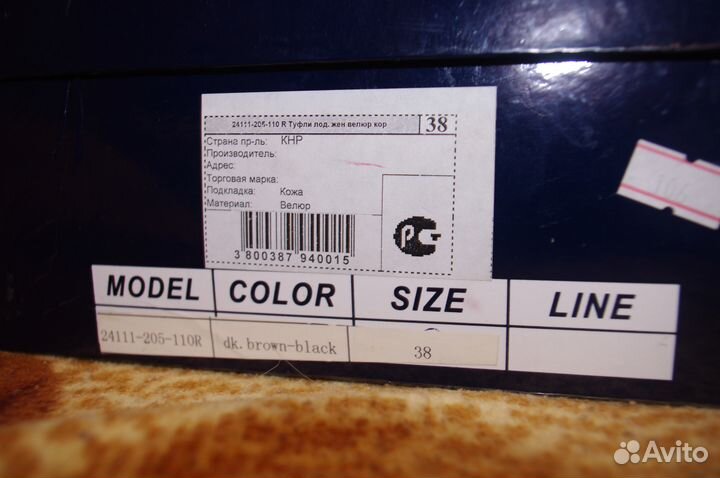 24111-205-110 R Туфли под. жен велюр кор 38
Страна пр-ль: КНР
Производитель:
Адрес:
Торговая марка:
Подкладка: Кожа
Материал: Велюр
3 800387 940015
MODEL COLOR SIZE LINE
24111-205-110R dk.brown-black 38
Avito